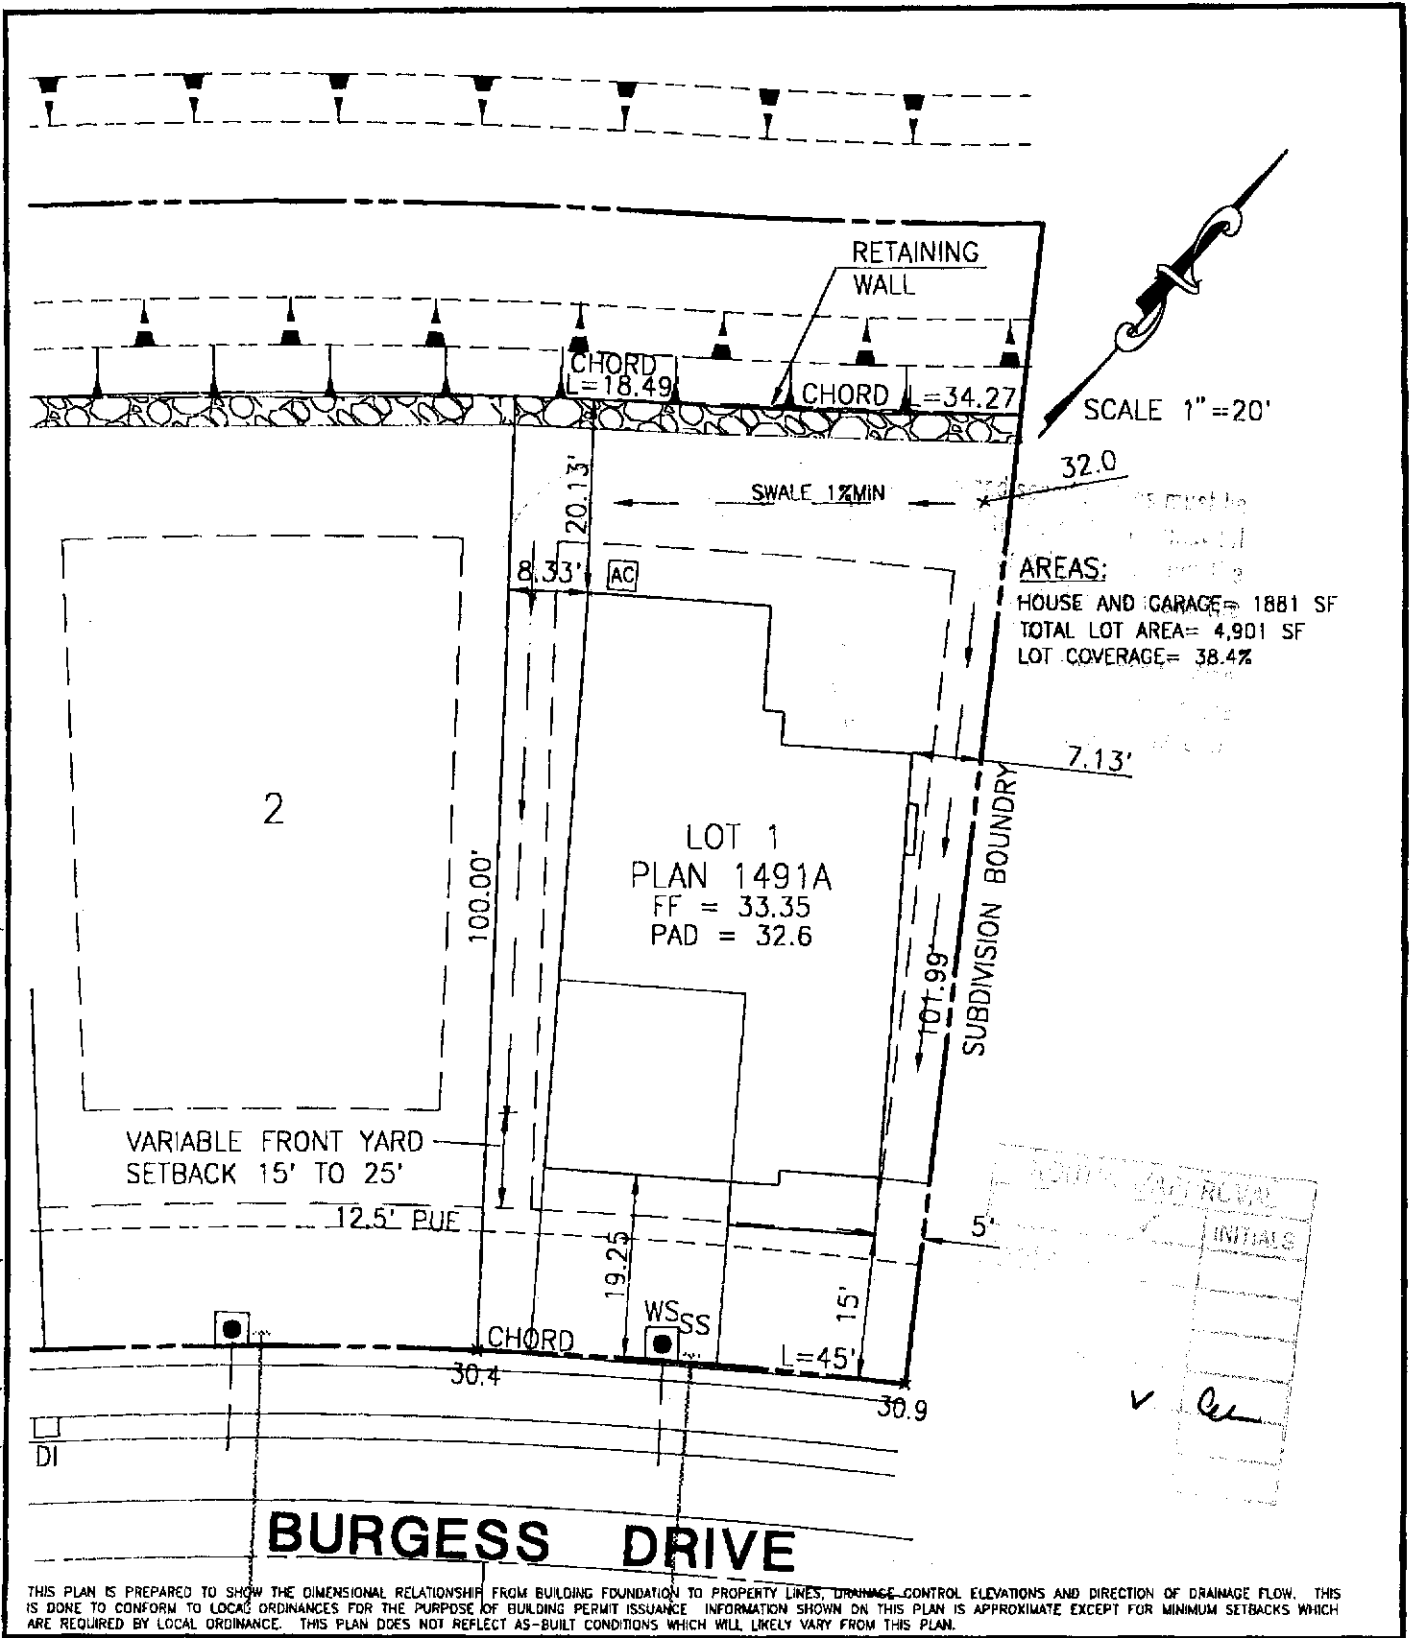 RETAINING
WALL
CHORD
L=18.49
CHORD L=34.27
SCALE 1"=20'
32.0
20.13'
SWALE 1%MIN
must be
8.33'
AC
AREAS:
HOUSE AND GARAGE= 1881 SF
TOTAL LOT AREA= 4,901 SF
LOT COVERAGE= 38.4%
7.13'
2
LOT 1
PLAN 1491A
FF = 33.35
PAD = 32.6
100.00'
101.99'
SUBDIVISION BOUNDRY
VARIABLE FRONT YARD
SETBACK 15' TO 25'
12.5' PUE
5'
APPROVAL
INITIALS
19.25
15'
WS
SS
CHORD
L=45'
30.4
30.9
DI
BURGESS DRIVE
THIS PLAN IS PREPARED TO SHOW THE DIMENSIONAL RELATIONSHIP FROM BUILDING FOUNDATION TO PROPERTY LINES, DRAINAGE CONTROL ELEVATIONS AND DIRECTION OF DRAINAGE FLOW. THIS
IS DONE TO CONFORM TO LOCAL ORDINANCES FOR THE PURPOSE OF BUILDING PERMIT ISSUANCE INFORMATION SHOWN ON THIS PLAN IS APPROXIMATE EXCEPT FOR MINIMUM SETBACKS WHICH
ARE REQUIRED BY LOCAL ORDINANCE. THIS PLAN DOES NOT REFLECT AS-BUILT CONDITIONS WHICH WILL LIKELY VARY FROM THIS PLAN.